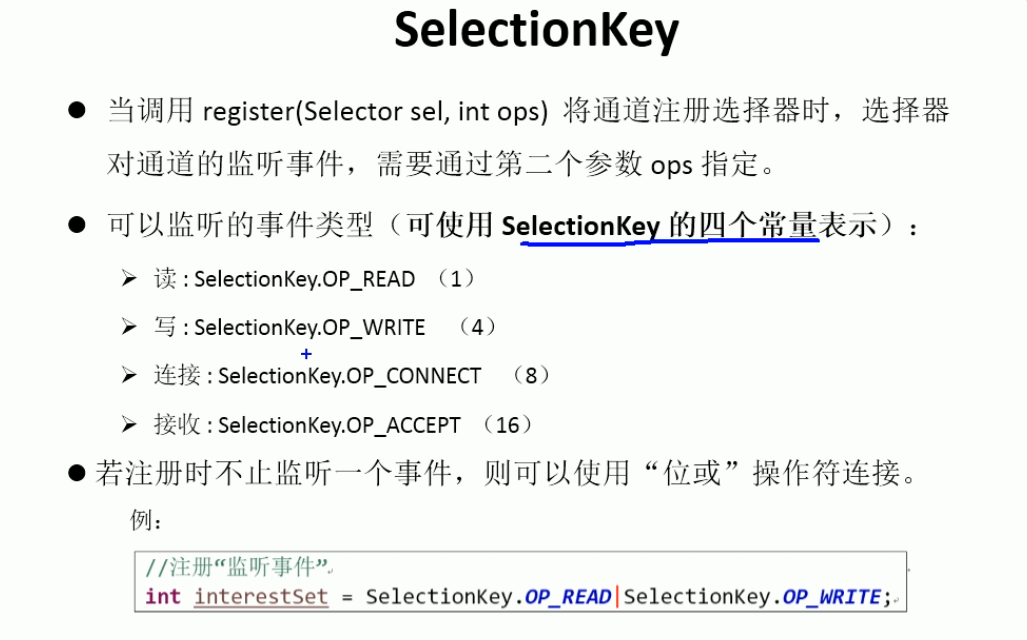 SelectionKey
● 当调用 register(Selector sel, int ops) 将通道注册选择器时，选择器
对通道的监听事件，需要通过第二个参数 ops 指定。
● 可以监听的事件类型（可使用 SelectionKey 的四个常量表示）：
➢ 读 : SelectionKey.OP_READ （1）
➢ 写 : SelectionKey.OP_WRITE （4）
➢ 连接 : SelectionKey.OP_CONNECT （8）
➢ 接收 : SelectionKey.OP_ACCEPT （16）
● 若注册时不止监听一个事件，则可以使用“位或”操作符连接。
例：
//注册“监听事件”
int interestSet = SelectionKey.OP_READ|SelectionKey.OP_WRITE;